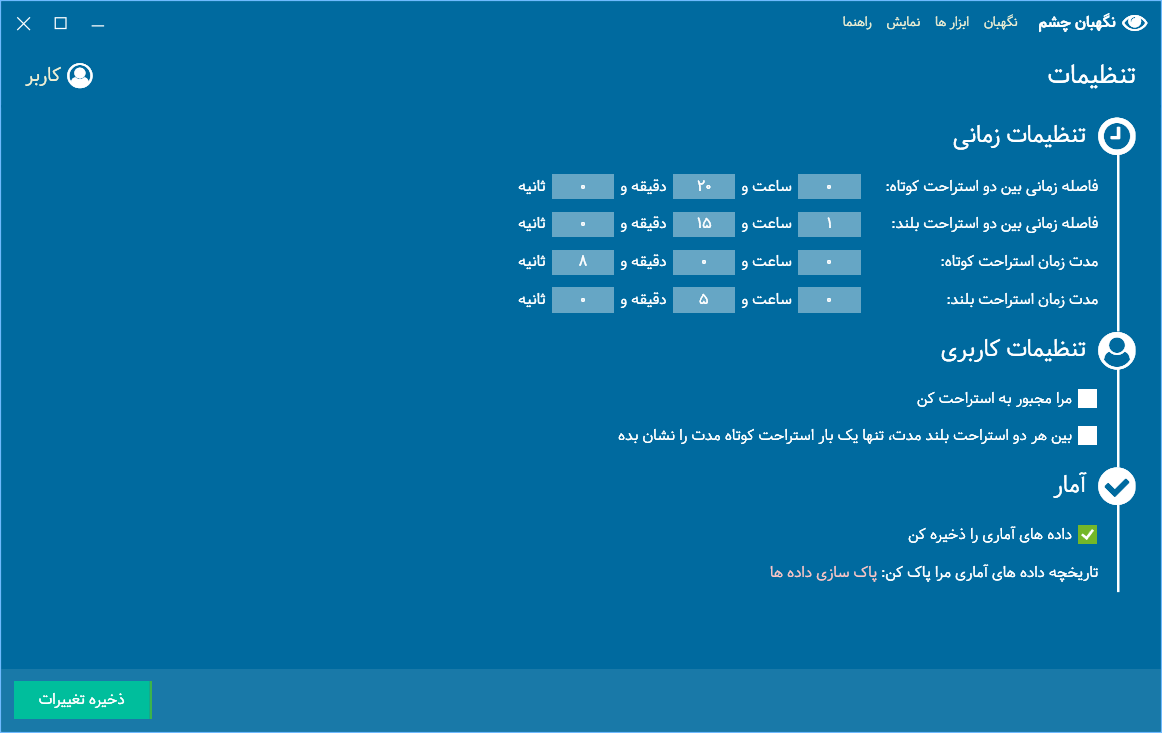 نگهبان چشم نگهبان ابزار ها نمایش راهنما
تنظیمات
کاربر
تنظیمات زمانی
فاصله زمانی بین دو استراحت کوتاه: ۰ ساعت و ۲۰ دقیقه و ۰ ثانیه
فاصله زمانی بین دو استراحت بلند: ۱ ساعت و ۱۵ دقیقه و ۰ ثانیه
مدت زمان استراحت کوتاه: ۰ ساعت و ۰ دقیقه و ۸ ثانیه
مدت زمان استراحت بلند: ۰ ساعت و ۵ دقیقه و ۰ ثانیه
تنظیمات کاربری
مرا مجبور به استراحت کن
بین هر دو استراحت بلند مدت، تنها یک بار استراحت کوتاه مدت را نشان بده
آمار
داده های آماری را ذخیره کن
تاریخچه داده های آماری مرا پاک کن: پاک سازی داده ها
ذخیره تغییرات